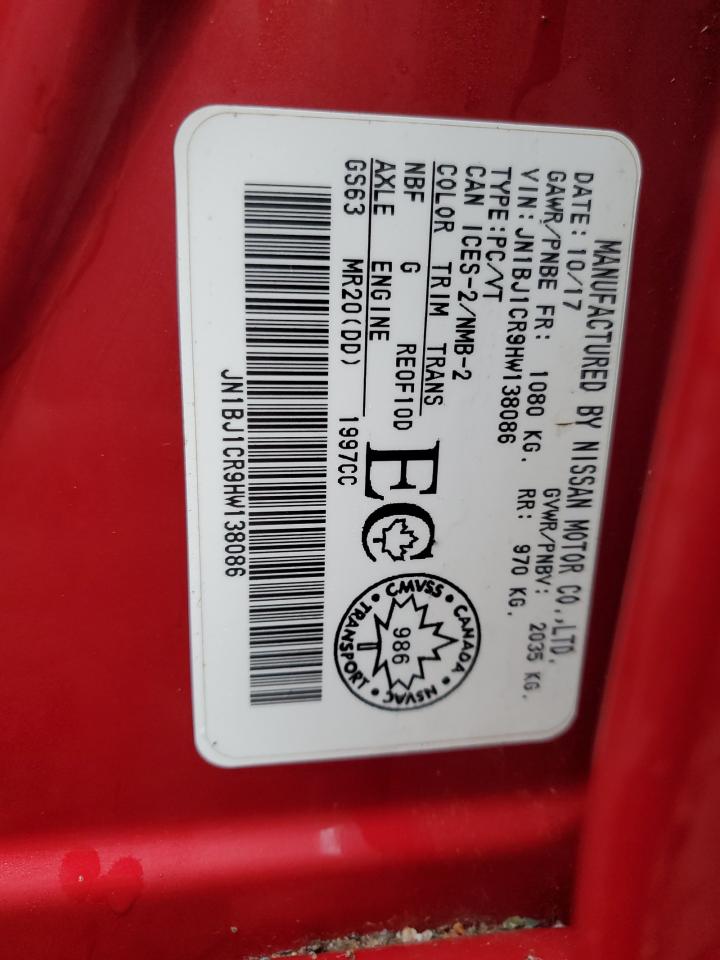 MANUFACTURED BY NISSAN MOTOR CO.,LTD.
DATE: 10/17 GVWR/PNBV: 2035 KG.
GAWR/PNBE FR: 1080 KG. RR: 970 KG.
VIN: JN1BJ1CR9HW138086
TYPE:PC/VT
CAN ICES-2/NMB-2
COLOR TRIM TRANS
NBF G RE0F10D
AXLE ENGINE
GS63 MR20(DD) 1997CC
EC
CANADA • NSVAC • TRANSPORT • CMVSS •
986
JN1BJ1CR9HW138086